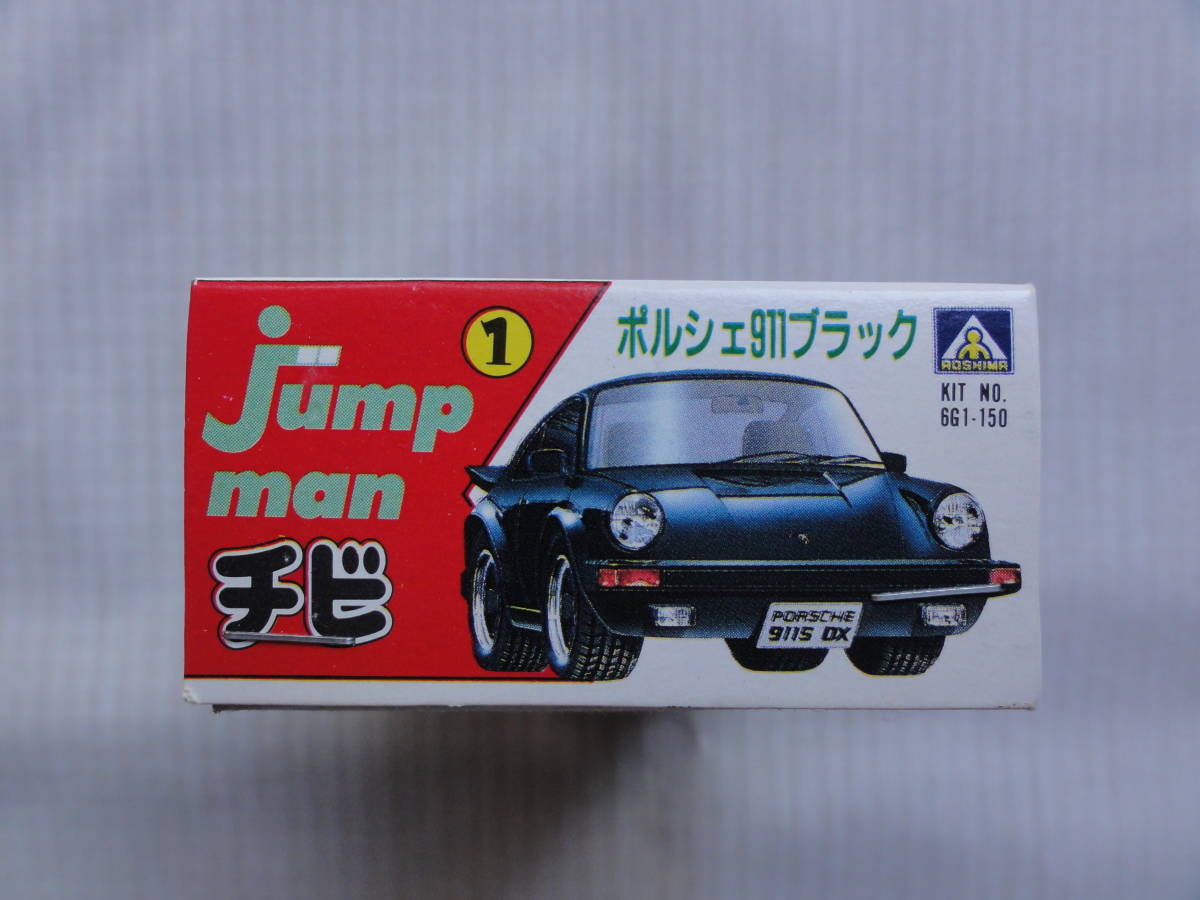 jump
man
チビ
1
ポルシェ911ブラック
AOSHIMA
KIT NO.
6G1-150
PORSCHE
911S DX